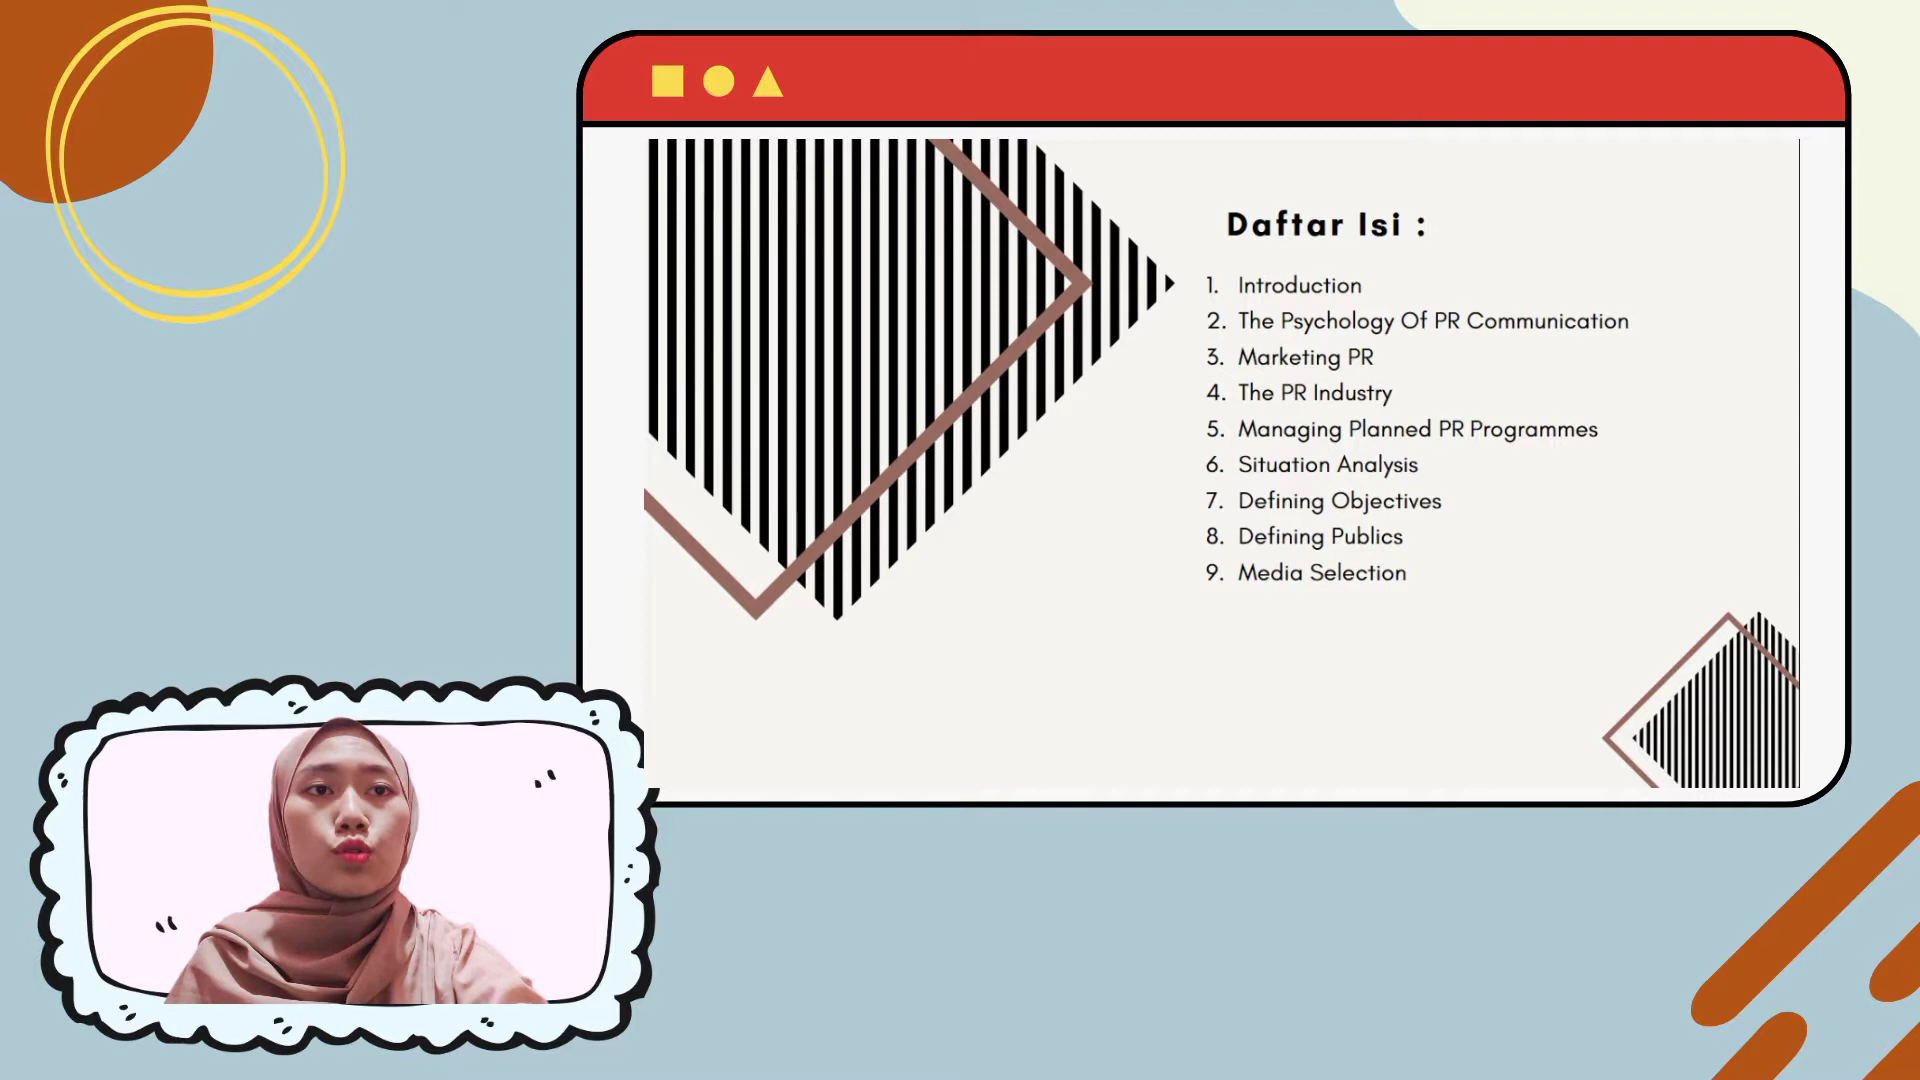 Daftar Isi :
1. Introduction
2. The Psychology Of PR Communication
3. Marketing PR
4. The PR Industry
5. Managing Planned PR Programmes
6. Situation Analysis
7. Defining Objectives
8. Defining Publics
9. Media Selection